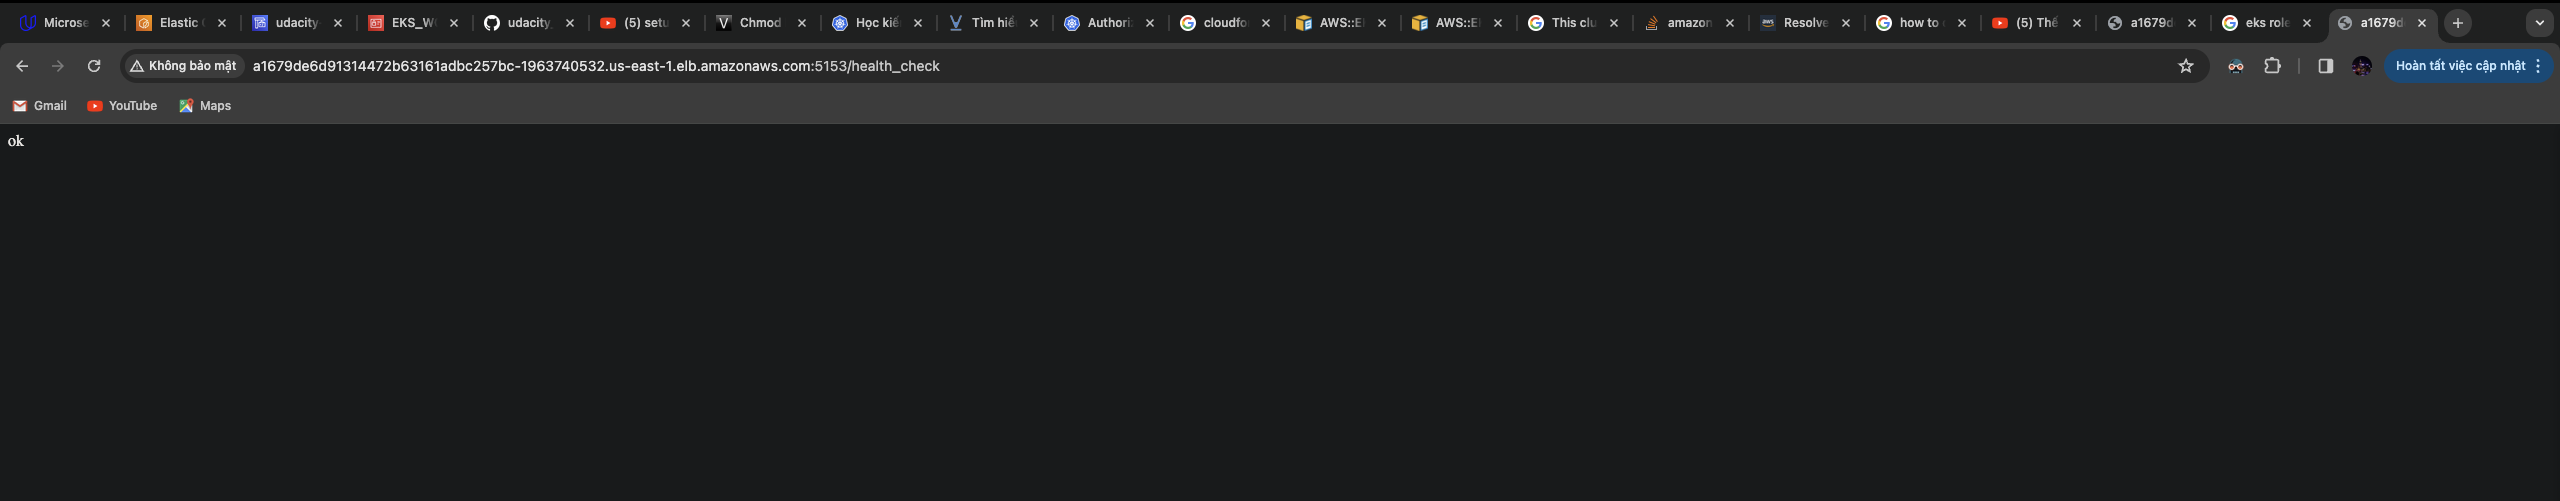 Microse Elastic udacity EKS_W udacity_ (5) setu Chmod Học kiế Tìm hiể Authori cloudfo AWS::E AWS::E This clu amazon Resolve how to (5) Thế a1679d eks role a1679d
Không bảo mật a1679de6d91314472b63161adbc257bc-1963740532.us-east-1.elb.amazonaws.com:5153/health_check Hoàn tất việc cập nhật
Gmail YouTube Maps
ok